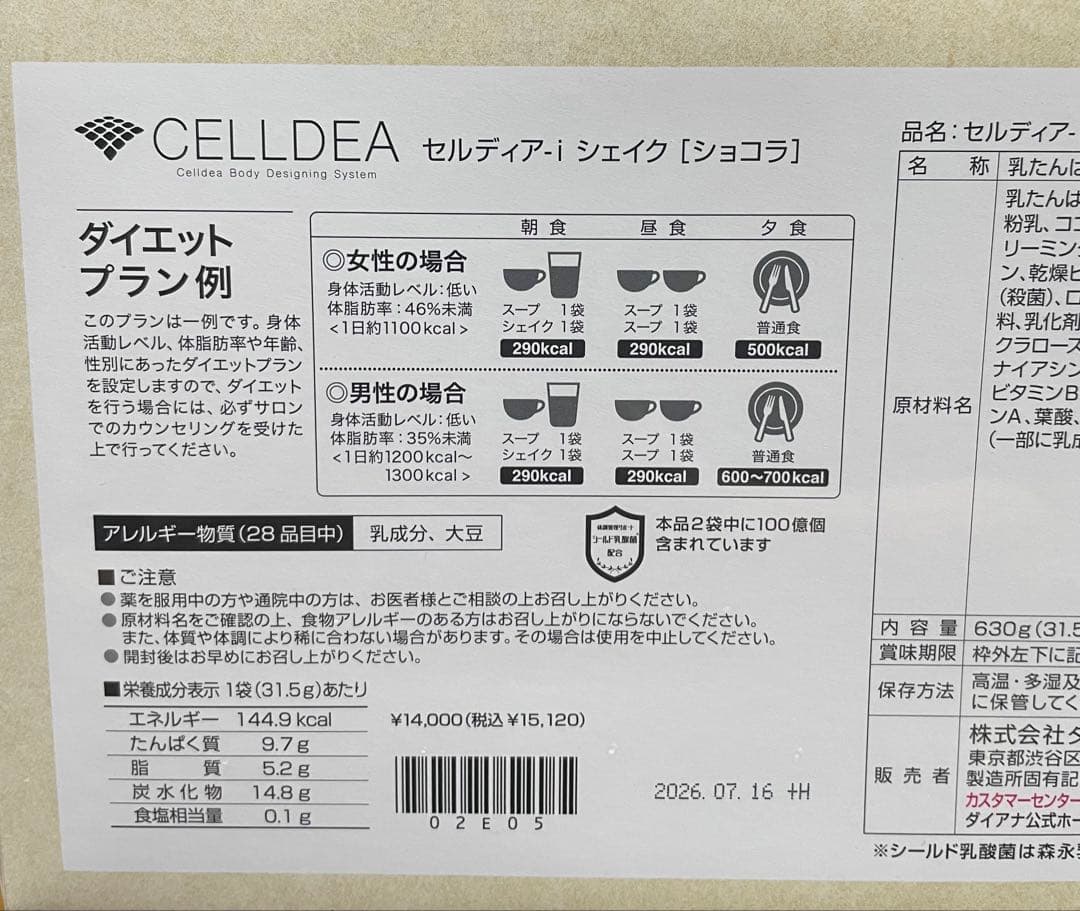 CELLDEA セルディア-i シェイク [ショコラ]
Celldea Body Designing System
ダイエット
プラン例
このプランは一例です。身体
活動レベル、体脂肪率や年齢、
性別にあったダイエットプラン
を設定しますので、ダイエット
を行う場合には、必ずサロン
でのカウンセリングを受けた
上で行ってください。
朝食 昼食 夕食
◎女性の場合
身体活動レベル:低い
体脂肪率:46%未満
<1日約1100kcal>
スープ 1袋
シェイク 1袋
290kcal
スープ 1袋
スープ 1袋
290kcal
普通食
500kcal
◎男性の場合
身体活動レベル:低い
体脂肪率:35%未満
<1日約1200kcal〜
1300kcal>
スープ 1袋
シェイク 1袋
290kcal
スープ 1袋
スープ 1袋
290kcal
普通食
600〜700kcal
アレルギー物質(28品目中) 乳成分、大豆
体調管理サポート
シールド乳酸菌
配合
本品2袋中に100億個
含まれています
■ご注意
●薬を服用中の方や通院中の方は、お医者様とご相談の上お召し上がりください。
●原材料名をご確認の上、食物アレルギーのある方はお召し上がりにならないでください。
また、体質や体調により稀に合わない場合があります。その場合は使用を中止してください。
●開封後はお早めにお召し上がりください。
■栄養成分表示 1袋(31.5g)あたり
エネルギー 144.9kcal
たんぱく質 9.7g
脂質 5.2g
炭水化物 14.8g
食塩相当量 0.1g
¥14,000(税込¥15,120)
02E05
2026.07.16 +H
品名:セルディア-
名称 乳たんぱ
原材料名
乳たんぱ
粉乳、ココ
リーミング
ン、乾燥ビ
(殺菌)、ロ
料、乳化剤
クラロース
ナイアシン
ビタミンB
ンA、葉酸、
(一部に乳成
内容量 630g(31.5
賞味期限 枠外左下に記
保存方法 高温・多湿及
に保管してく
販売者
株式会社ダ
東京都渋谷区
製造所固有記
カスタマーセンター
ダイアナ公式ホー
※シールド乳酸菌は森永乳